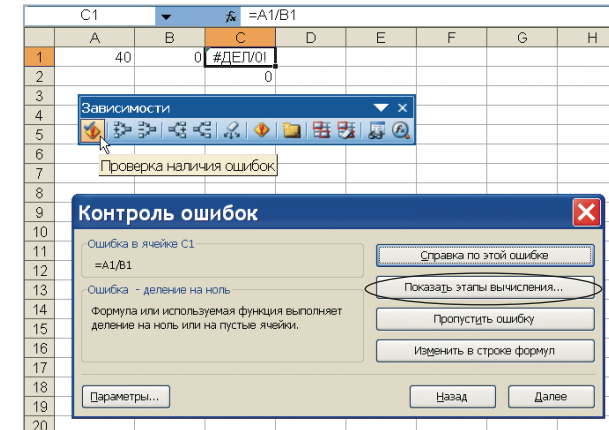 C1 fx =A1/B1
A B C D E F G H
1 40 0 #ДЕЛ/0!
2 0
3
4
5
6
7
8
9
10
11
12
13
14
15
16
17
18
19
20
Зависимости
Проверка наличия ошибок
Контроль ошибок
Ошибка в ячейке C1
=A1/B1
Справка по этой ошибке
Ошибка - деление на ноль
Показать этапы вычисления...
Формула или используемая функция выполняет
деление на ноль или на пустые ячейки.
Пропустить ошибку
Изменить в строке формул
Параметры...
Назад
Далее